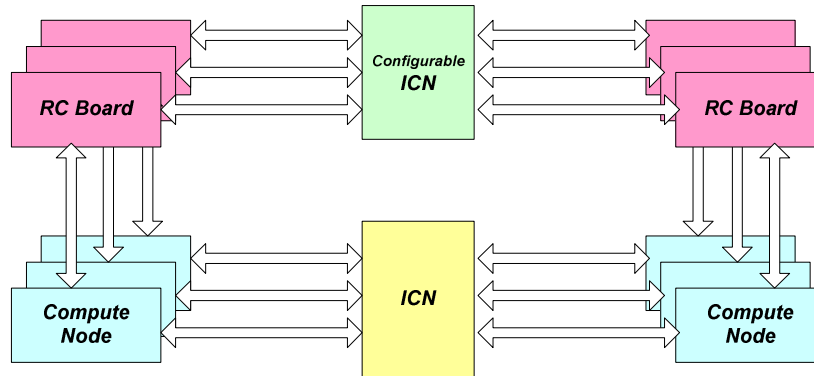 Configurable
ICN
RC Board
RC Board
ICN
Compute
Node
Compute
Node